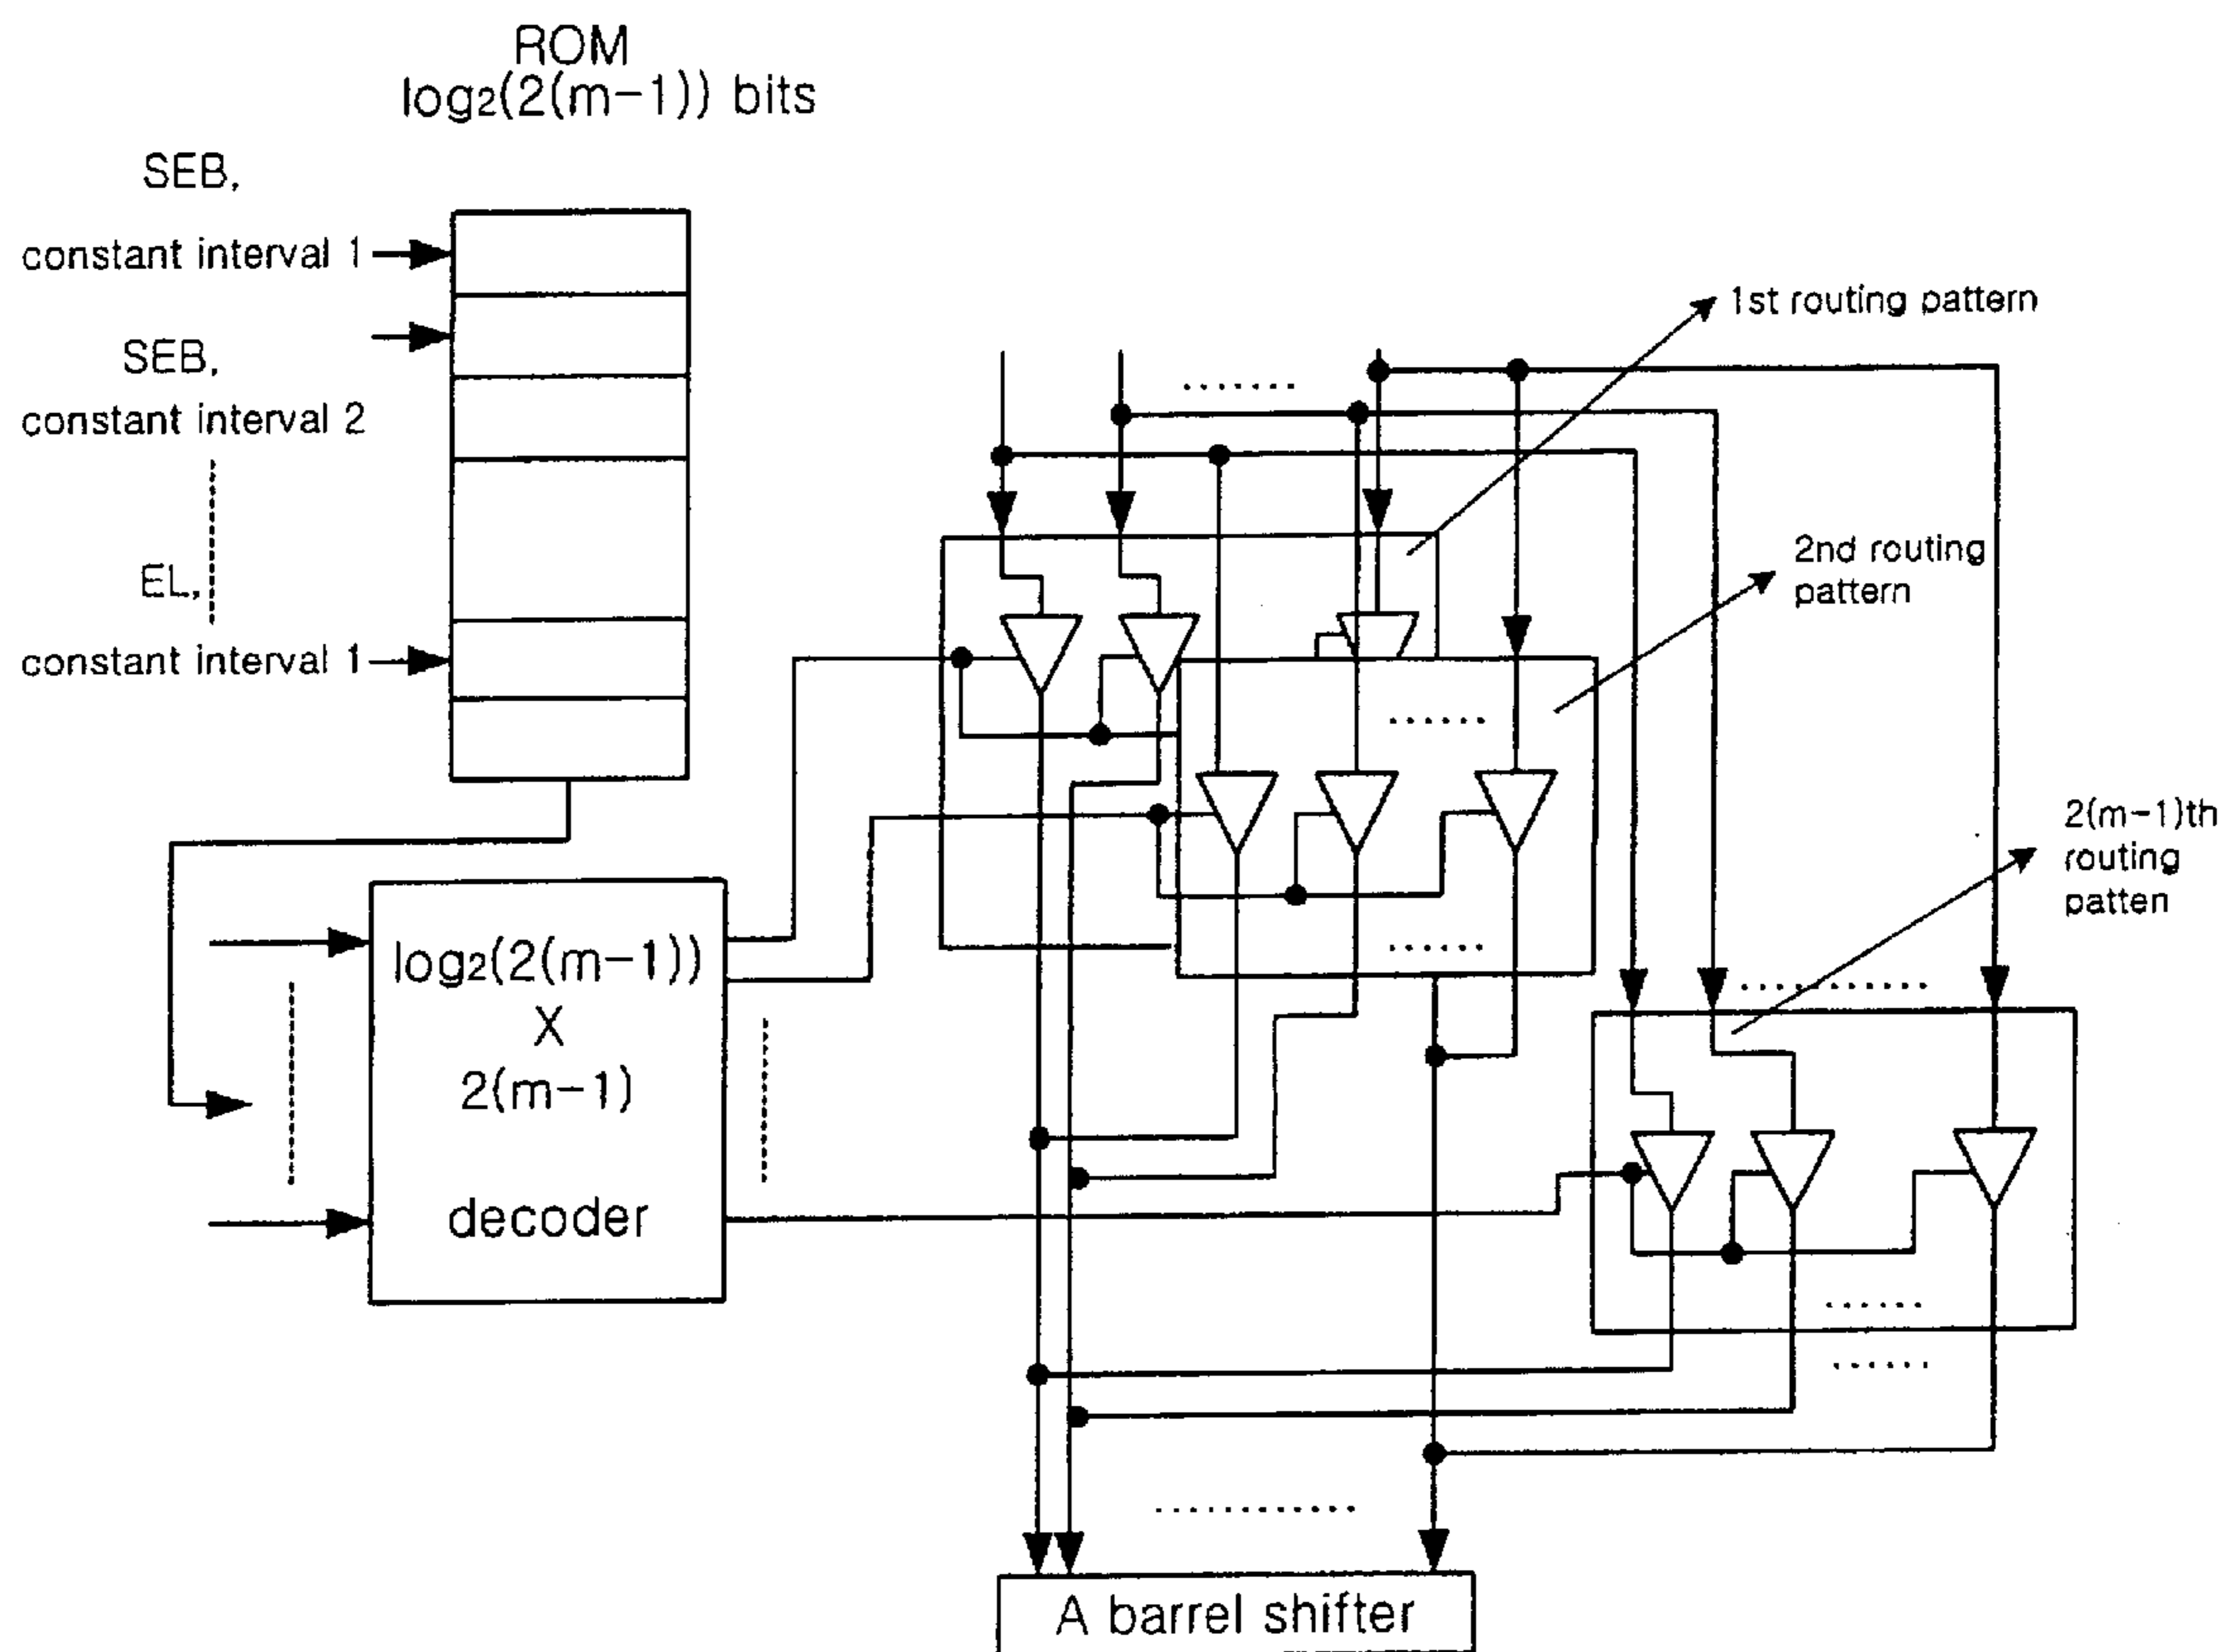 ROM
log2(2(m-1)) bits
SEB,
constant interval 1
SEB,
constant interval 2
EL,
constant interval 1
1st routing pattern
2nd routing
pattern
2(m-1)th
routing
patten
log2(2(m-1))
X
2(m-1)
decoder
A barrel shifter